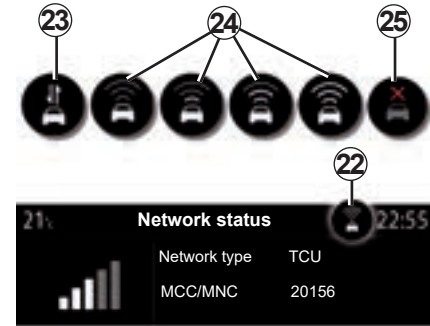 23 24 25
22
21 Network status 22:55
Network type TCU
MCC/MNC 20156